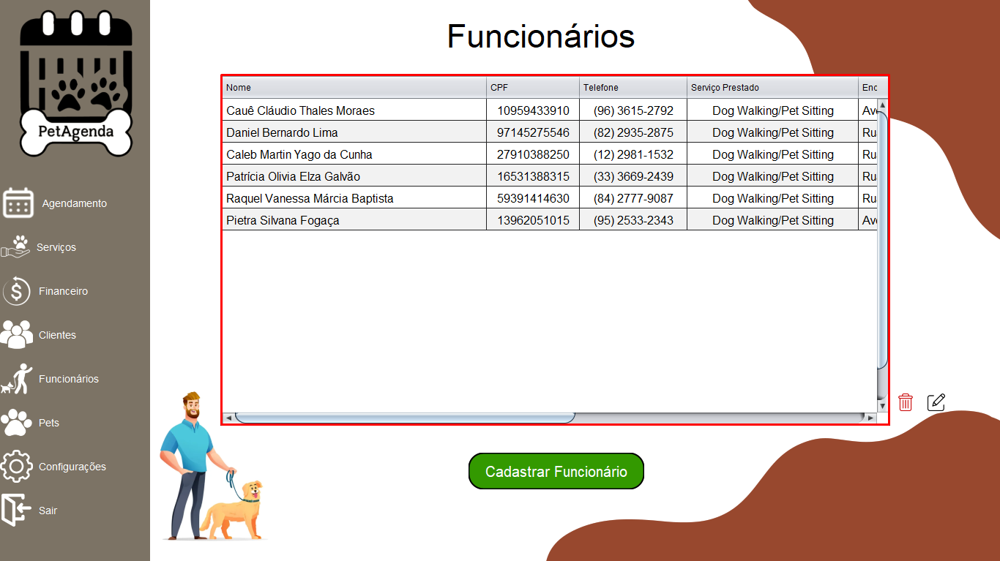 PetAgenda
Agendamento
Serviços
Financeiro
Clientes
Funcionários
Pets
Configurações
Sair
Funcionários
Nome CPF Telefone Serviço Prestado Enc
Cauê Cláudio Thales Moraes 10959433910 (96) 3615-2792 Dog Walking/Pet Sitting Ave
Daniel Bernardo Lima 97145275546 (82) 2935-2875 Dog Walking/Pet Sitting Ru
Caleb Martin Yago da Cunha 27910388250 (12) 2981-1532 Dog Walking/Pet Sitting Ru
Patrícia Olivia Elza Galvão 16531388315 (33) 3669-2439 Dog Walking/Pet Sitting Ru
Raquel Vanessa Márcia Baptista 59391414630 (84) 2777-9087 Dog Walking/Pet Sitting Ru
Pietra Silvana Fogaça 13962051015 (95) 2533-2343 Dog Walking/Pet Sitting Ave
Cadastrar Funcionário